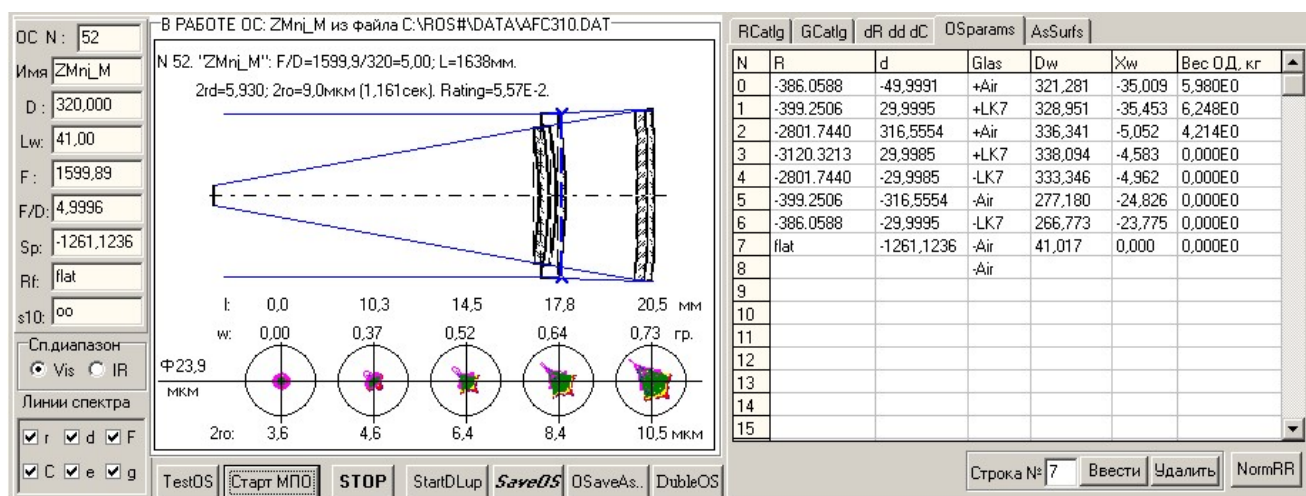 OC N : 52
Имя ZMnj_M
D : 320,000
Lw: 41,00
F : 1599,89
F/D: 4,9996
Sp: -1261,1236
Rf: flat
s10: oo
Сп.диапазон
Vis IR
Линии спектра
r d F
C e g
В РАБОТЕ ОС: ZMnj_M из файла C:\ROS#\DATA\AFC310.DAT
N 52. "ZMnj_M": F/D=1599,9/320=5,00; L=1638мм.
2rd=5,930; 2ro=9,0мкм (1,161сек). Rating=5,57E-2.
l: 0,0 10,3 14,5 17,8 20,5 мм
w: 0,00 0,37 0,52 0,64 0,73 гр.
Ф23,9
мкм
2ro: 3,6 4,6 6,4 8,4 10,5 мкм
TestOS Старт МПО STOP StartDLup SaveOS OSaveAs.. DubleOS
RCatlg GCatlg dR dd dC OSparams AsSurfs
N R d Glas Dw Xw Вес ОД, кг
0 -386.0588 -49,9991 +Air 321,281 -35,009 5,980E0
1 -399.2506 29,9995 +LK7 328,951 -35,453 6,248E0
2 -2801.7440 316,5554 +Air 336,341 -5,052 4,214E0
3 -3120.3213 29,9985 +LK7 338,094 -4,583 0,000E0
4 -2801.7440 -29,9985 -LK7 333,346 -4,962 0,000E0
5 -399.2506 -316,5554 -Air 277,180 -24,826 0,000E0
6 -386.0588 -29,9995 -LK7 266,773 -23,775 0,000E0
7 flat -1261,1236 -Air 41,017 0,000 0,000E0
8 -Air
9
10
11
12
13
14
15
Строка № 7 Ввести Удалить NormRR